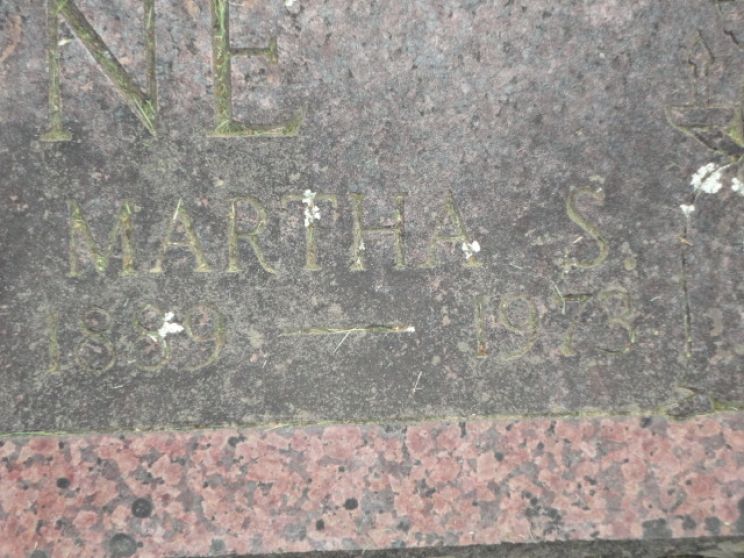 NE
MARTHA S.
1889 — 1973